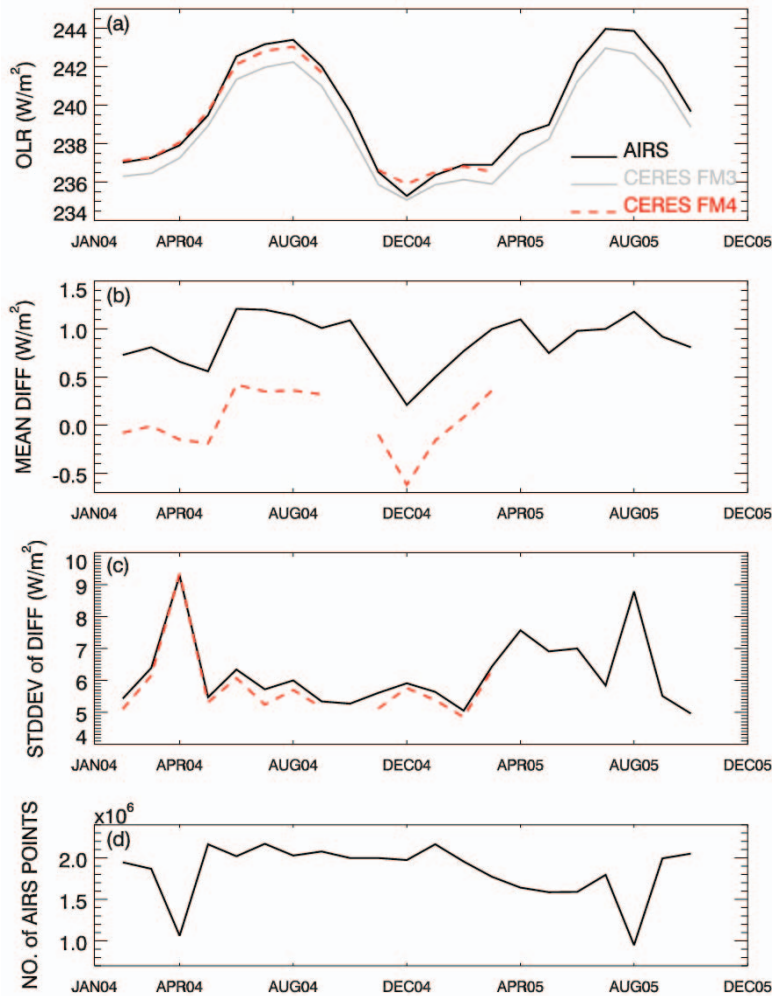 (a)
244
242
240
238
236
234
OLR (W/m²)
AIRS
CERES FM3
CERES FM4
JAN04 APR04 AUG04 DEC04 APR05 AUG05 DEC05
(b)
1.5
1.0
0.5
0.0
-0.5
MEAN DIFF (W/m²)
JAN04 APR04 AUG04 DEC04 APR05 AUG05 DEC05
(c)
10
9
8
7
6
5
4
STDDEV of DIFF (W/m²)
JAN04 APR04 AUG04 DEC04 APR05 AUG05 DEC05
x10⁶
(d)
2.0
1.5
1.0
NO. of AIRS POINTS
JAN04 APR04 AUG04 DEC04 APR05 AUG05 DEC05